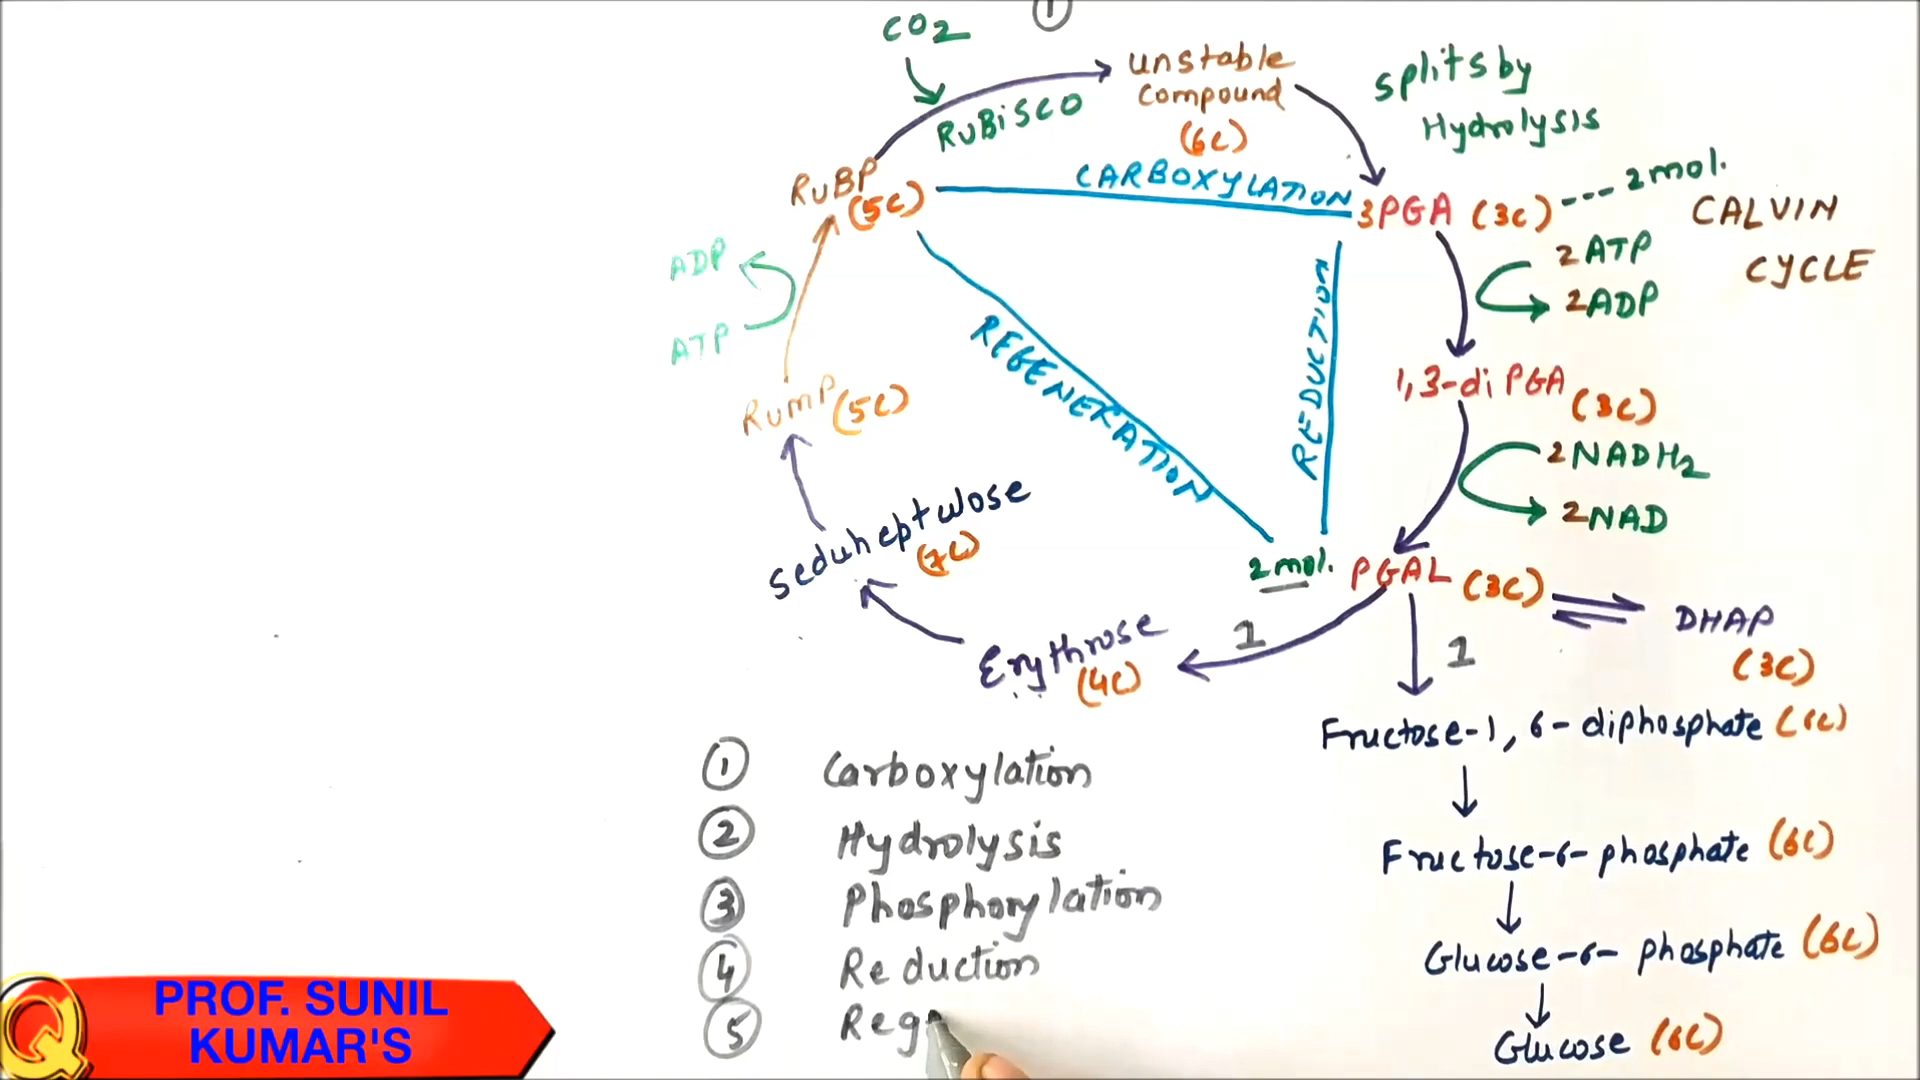 1
CO2
unstable
compound
(6C)
RuBisCO
Splits by
Hydrolysis
RuBP
(5C)
CARBOXYLATION
3PGA (3C) --- 2mol.
CALVIN
CYCLE
2ATP
2ADP
ADP
ATP
REGENERATION
REDUCTION
1,3-diPGA
(3C)
RuMP (5C)
2NADH2
2NAD
Seduheptulose
(7C)
2mol. PGAL (3C)
DHAP
(3C)
Erythrose
(4C)
1
1
Fructose-1,6-diphosphate (6C)
Fructose-6-phosphate (6C)
Glucose-6-phosphate (6C)
Glucose (6C)
1 Carboxylation
2 Hydrolysis
3 Phosphorylation
4 Reduction
5 Reg
PROF. SUNIL
KUMAR'S